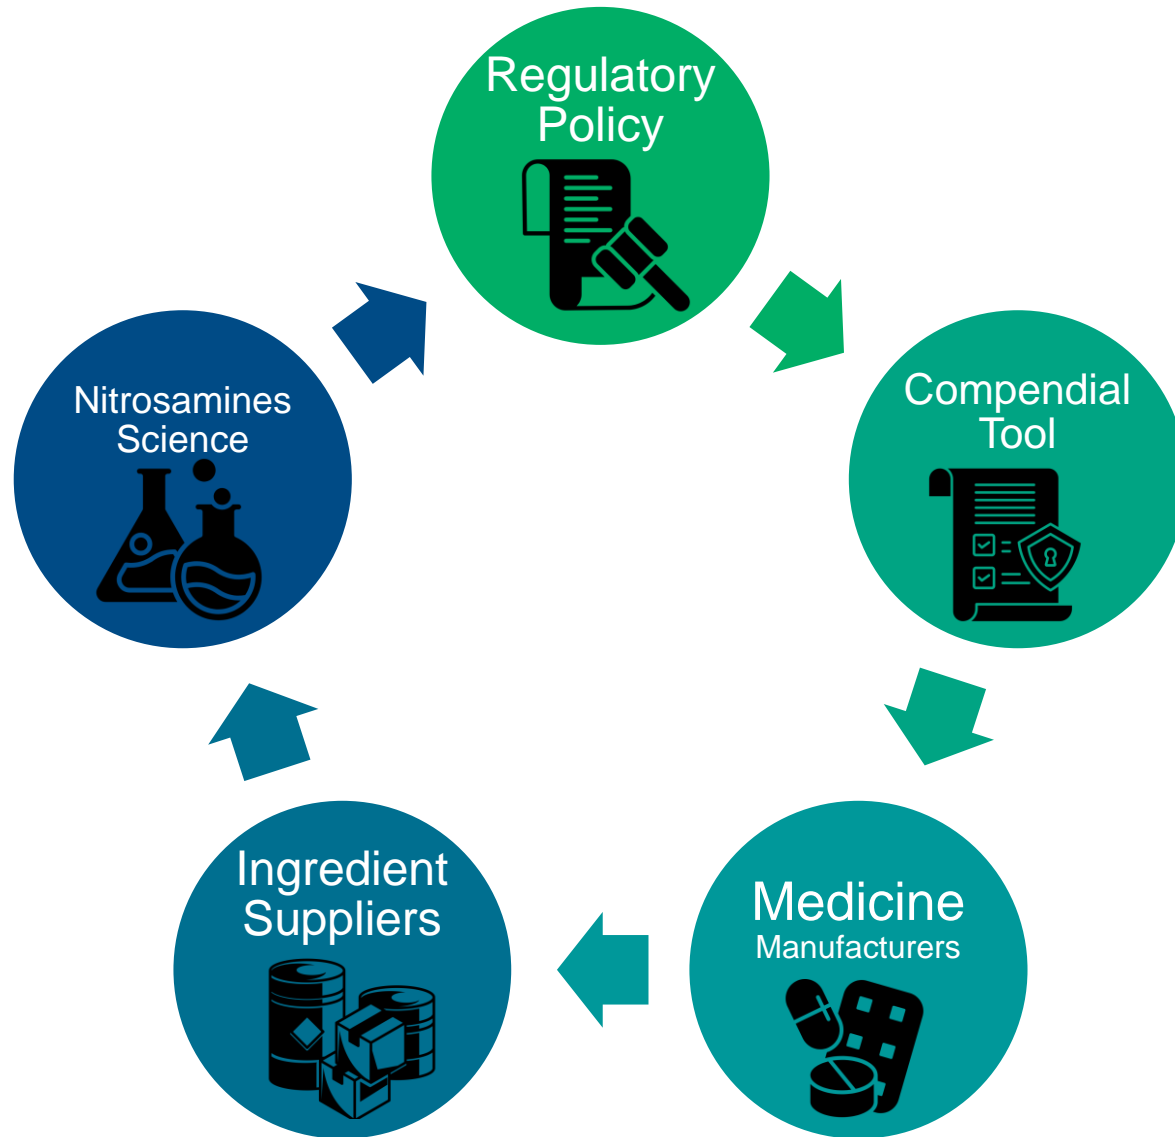 Regulatory
Policy
Compendial
Tool
Medicine
Manufacturers
Ingredient
Suppliers
Nitrosamines
Science